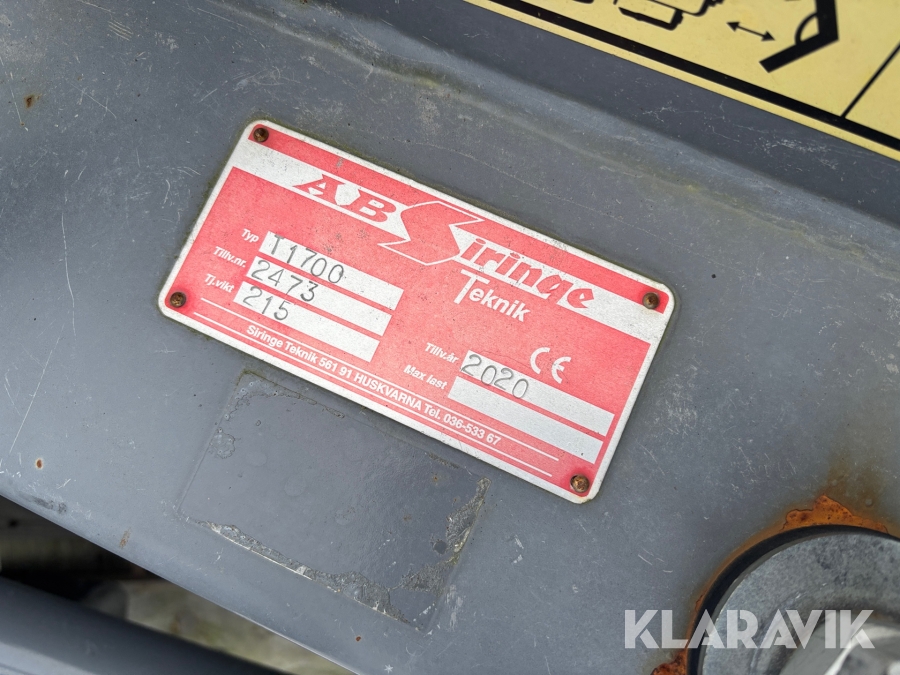 AB Siringe
Teknik
Typ T1700
Tillv.nr. 2473
Tj.vikt 215
CE
Tillv.år 2020
Max last
Siringe Teknik 561 91 HUSKVARNA Tel. 036-533 67
KLARAVIK